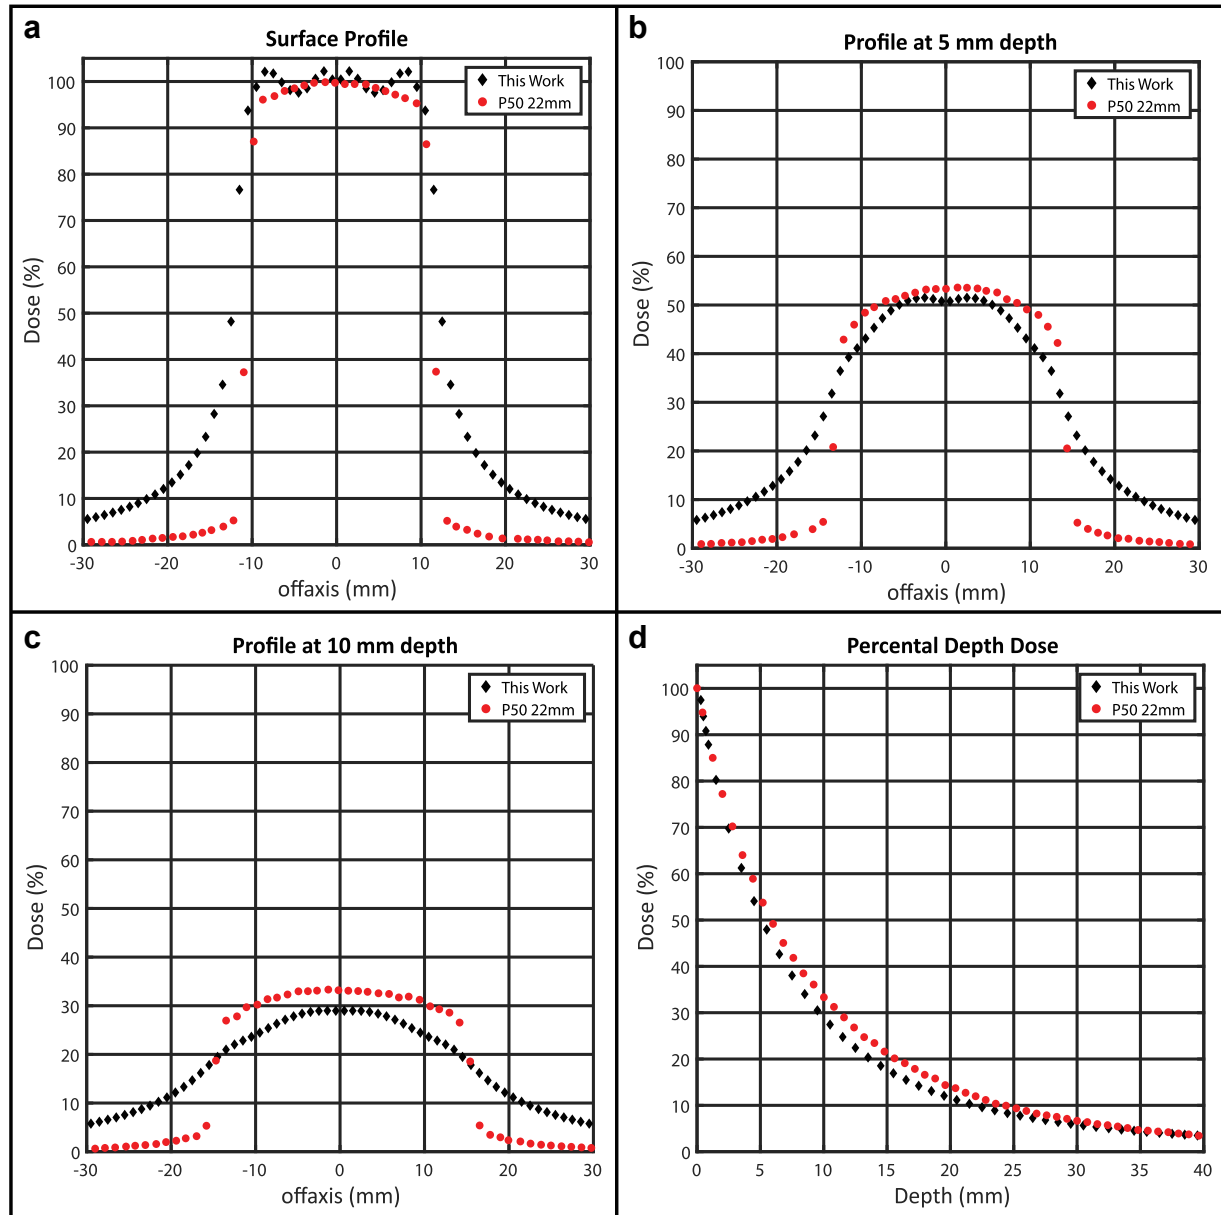 a
Surface Profile
This Work
P50 22mm
Dose (%)
100
90
80
70
60
50
40
30
20
10
0
-30 -20 -10 0 10 20 30
offaxis (mm)
b
Profile at 5 mm depth
This Work
P50 22mm
Dose (%)
100
90
80
70
60
50
40
30
20
10
0
-30 -20 -10 0 10 20 30
offaxis (mm)
c
Profile at 10 mm depth
This Work
P50 22mm
Dose (%)
100
90
80
70
60
50
40
30
20
10
0
-30 -20 -10 0 10 20 30
offaxis (mm)
d
Percental Depth Dose
This Work
P50 22mm
Dose (%)
100
90
80
70
60
50
40
30
20
10
0
0 5 10 15 20 25 30 35 40
Depth (mm)